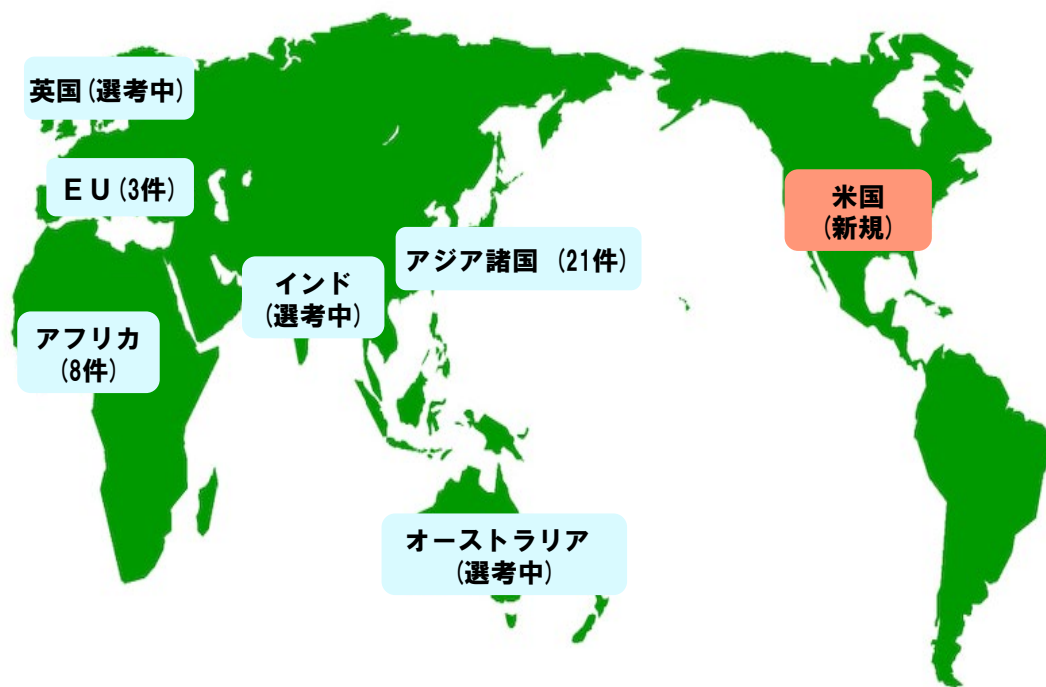 英国(選考中)
ＥＵ(3件)
米国
(新規)
アジア諸国 (21件)
インド
(選考中)
アフリカ
(8件)
オーストラリア
(選考中)